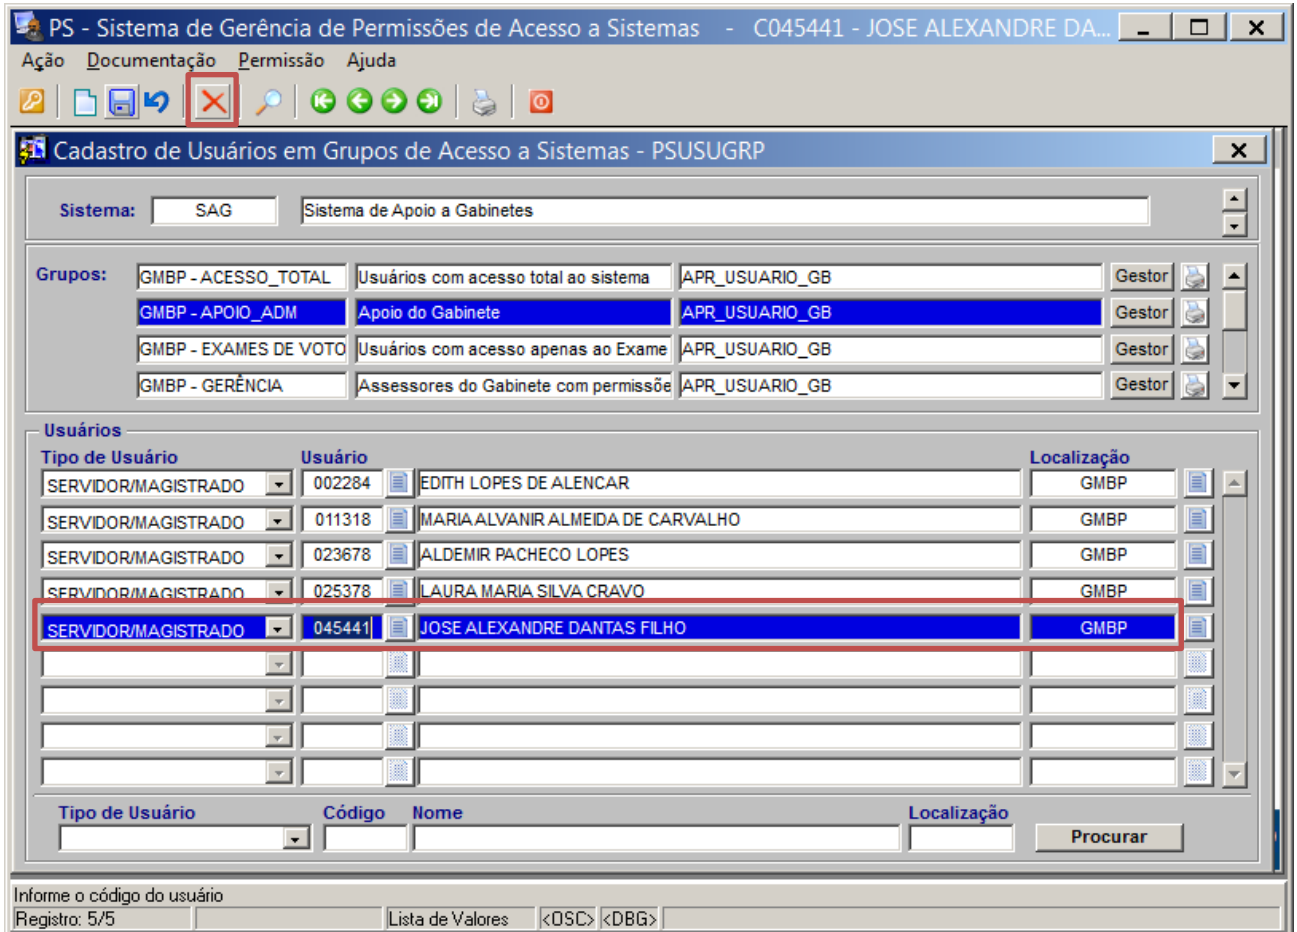 PS - Sistema de Gerência de Permissões de Acesso a Sistemas - C045441 - JOSE ALEXANDRE DA...
Ação Documentação Permissão Ajuda
Cadastro de Usuários em Grupos de Acesso a Sistemas - PSUSUGRP
Sistema: SAG Sistema de Apoio a Gabinetes
Grupos: GMBP - ACESSO_TOTAL Usuários com acesso total ao sistema APR_USUARIO_GB Gestor
GMBP - APOIO_ADM Apoio do Gabinete APR_USUARIO_GB Gestor
GMBP - EXAMES DE VOTO Usuários com acesso apenas ao Exame APR_USUARIO_GB Gestor
GMBP - GERÊNCIA Assessores do Gabinete com permissõe APR_USUARIO_GB Gestor
Usuários
Tipo de Usuário Usuário Localização
SERVIDOR/MAGISTRADO 002284 EDITH LOPES DE ALENCAR GMBP
SERVIDOR/MAGISTRADO 011318 MARIA ALVANIR ALMEIDA DE CARVALHO GMBP
SERVIDOR/MAGISTRADO 023678 ALDEMIR PACHECO LOPES GMBP
SERVIDOR/MAGISTRADO 025378 LAURA MARIA SILVA CRAVO GMBP
SERVIDOR/MAGISTRADO 045441 JOSE ALEXANDRE DANTAS FILHO GMBP
Tipo de Usuário Código Nome Localização
Procurar
Informe o código do usuário
Registro: 5/5 Lista de Valores <OSC> <DBG>